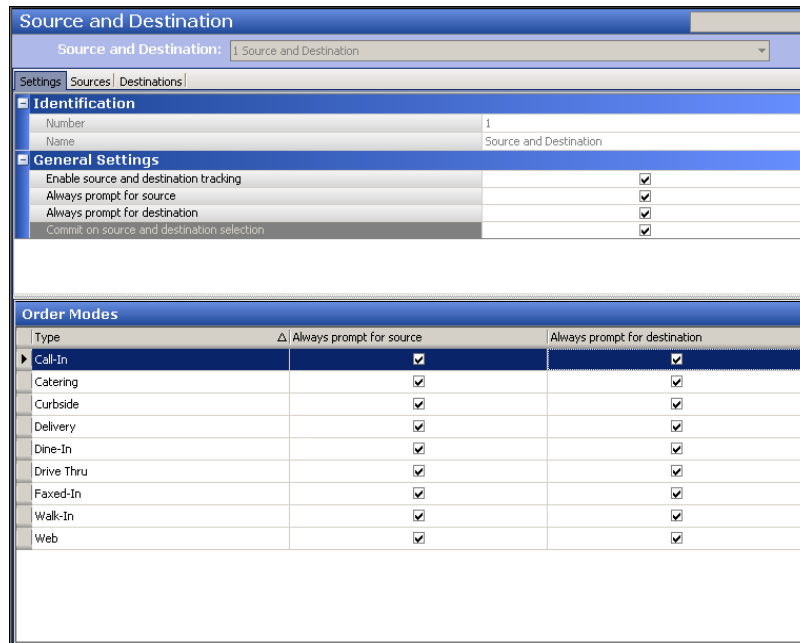 Source and Destination
Source and Destination: 1 Source and Destination
Settings Sources Destinations
Identification
Number 1
Name Source and Destination
General Settings
Enable source and destination tracking
Always prompt for source
Always prompt for destination
Commit on source and destination selection
Order Modes
Type Always prompt for source Always prompt for destination
Call-In
Catering
Curbside
Delivery
Dine-In
Drive Thru
Faxed-In
Walk-In
Web